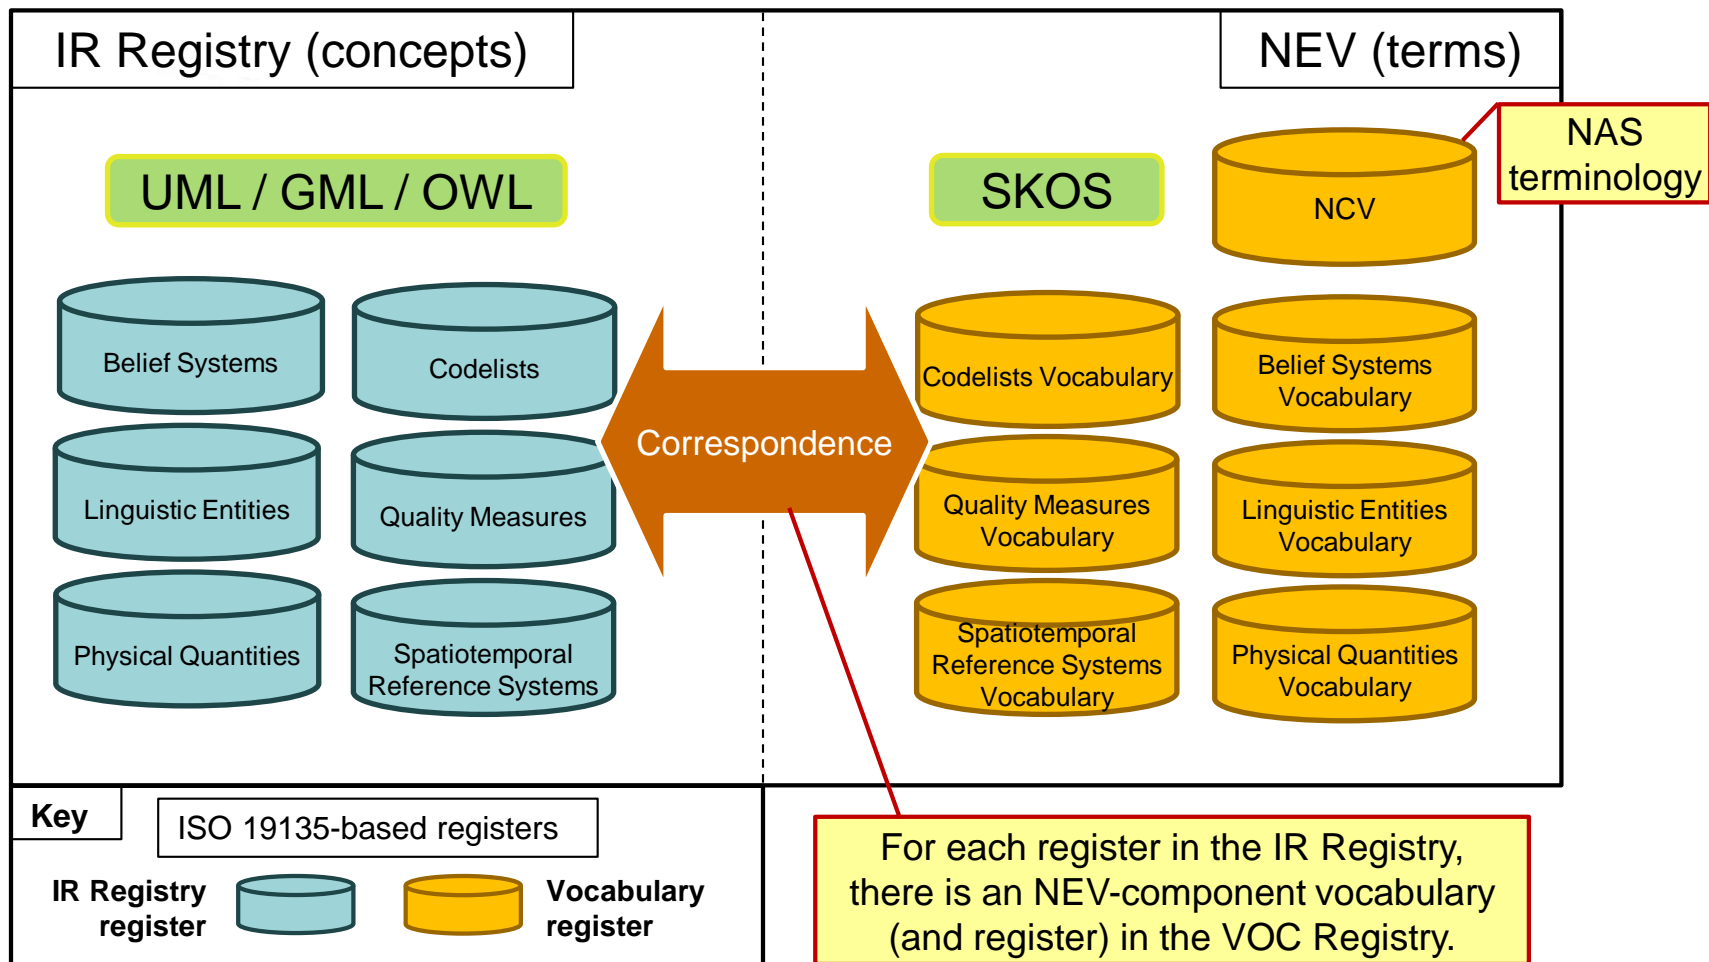 IR Registry (concepts)
NEV (terms)
NAS
terminology
UML / GML / OWL
SKOS
NCV
Belief Systems
Codelists
Linguistic Entities
Quality Measures
Physical Quantities
Spatiotemporal
Reference Systems
Correspondence
Codelists Vocabulary
Belief Systems
Vocabulary
Quality Measures
Vocabulary
Linguistic Entities
Vocabulary
Spatiotemporal
Reference Systems
Vocabulary
Physical Quantities
Vocabulary
Key
ISO 19135-based registers
IR Registry
register
Vocabulary
register
For each register in the IR Registry,
there is an NEV-component vocabulary
(and register) in the VOC Registry.